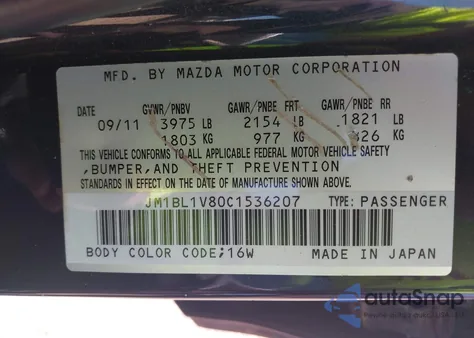 MFD. BY MAZDA MOTOR CORPORATION
DATE GVWR/PNBV GAWR/PNBE FRT GAWR/PNBE RR
09/11 3975 LB 2154 LB 1821 LB
1803 KG 977 KG 826 KG
THIS VEHICLE CONFORMS TO ALL APPLICABLE FEDERAL MOTOR VEHICLE SAFETY
,BUMPER,AND THEFT PREVENTION
STANDARDS IN EFFECT ON THE DATE OF MANUFACTURE SHOWN ABOVE.
JM1BL1V80C1536207 TYPE: PASSENGER
BODY COLOR CODE;16W MADE IN JAPAN
autoSnap